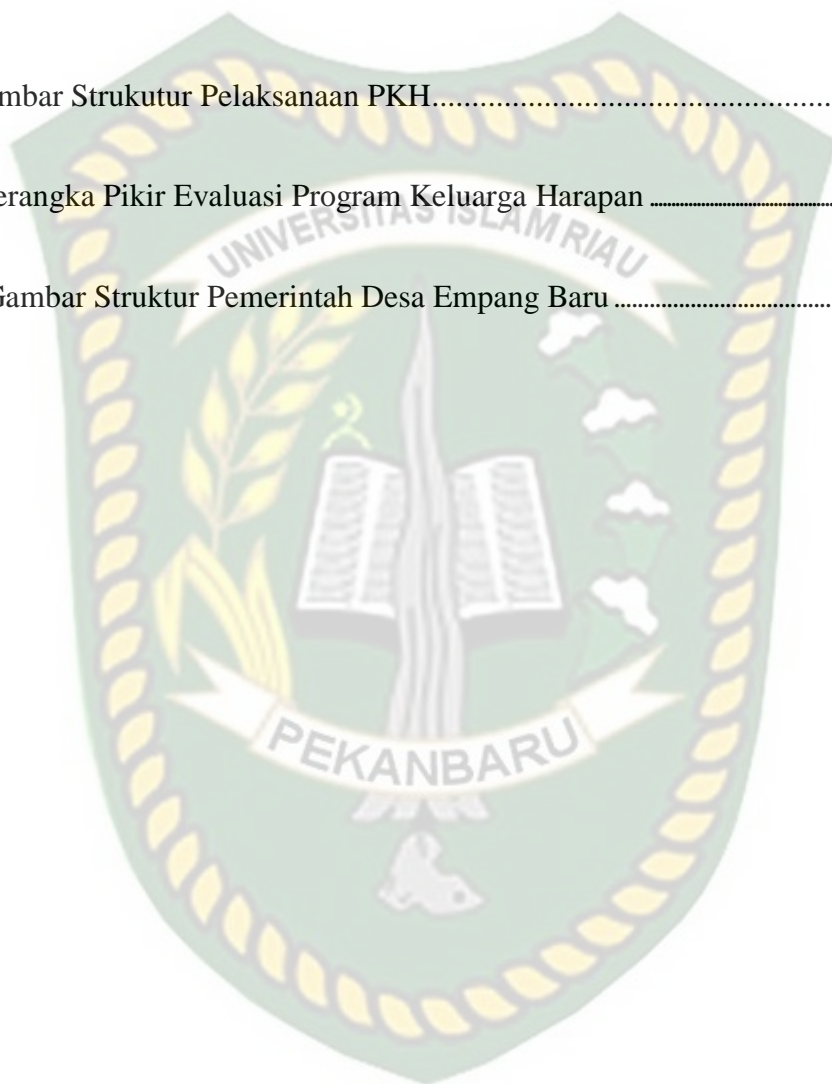 mbar Strukutur Pelaksanaan PKH....................................................
erangka Pikir Evaluasi Program Keluarga Harapan ....................................................
UNIVERSITAS ISLAM RIAU
Gambar Struktur Pemerintah Desa Empang Baru ....................................................
PEKANBARU